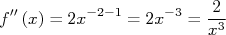 f''(x) = 2x^{-2-1} = 2x^{-3} = \frac{2}{x^3}